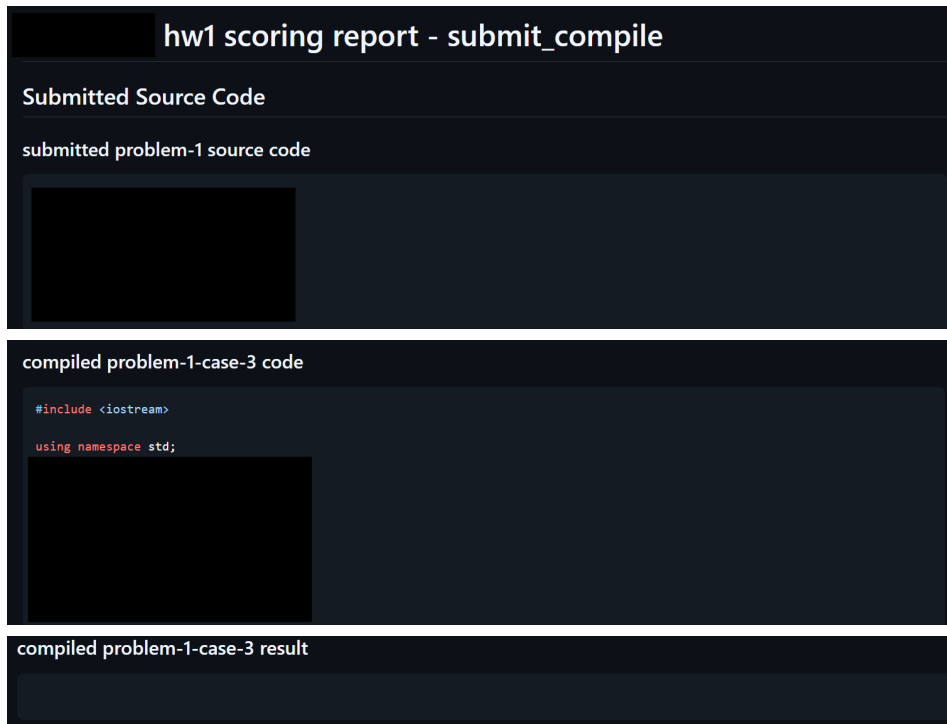 hw1 scoring report - submit_compile
Submitted Source Code
submitted problem-1 source code
compiled problem-1-case-3 code
#include <iostream>
using namespace std;
compiled problem-1-case-3 result